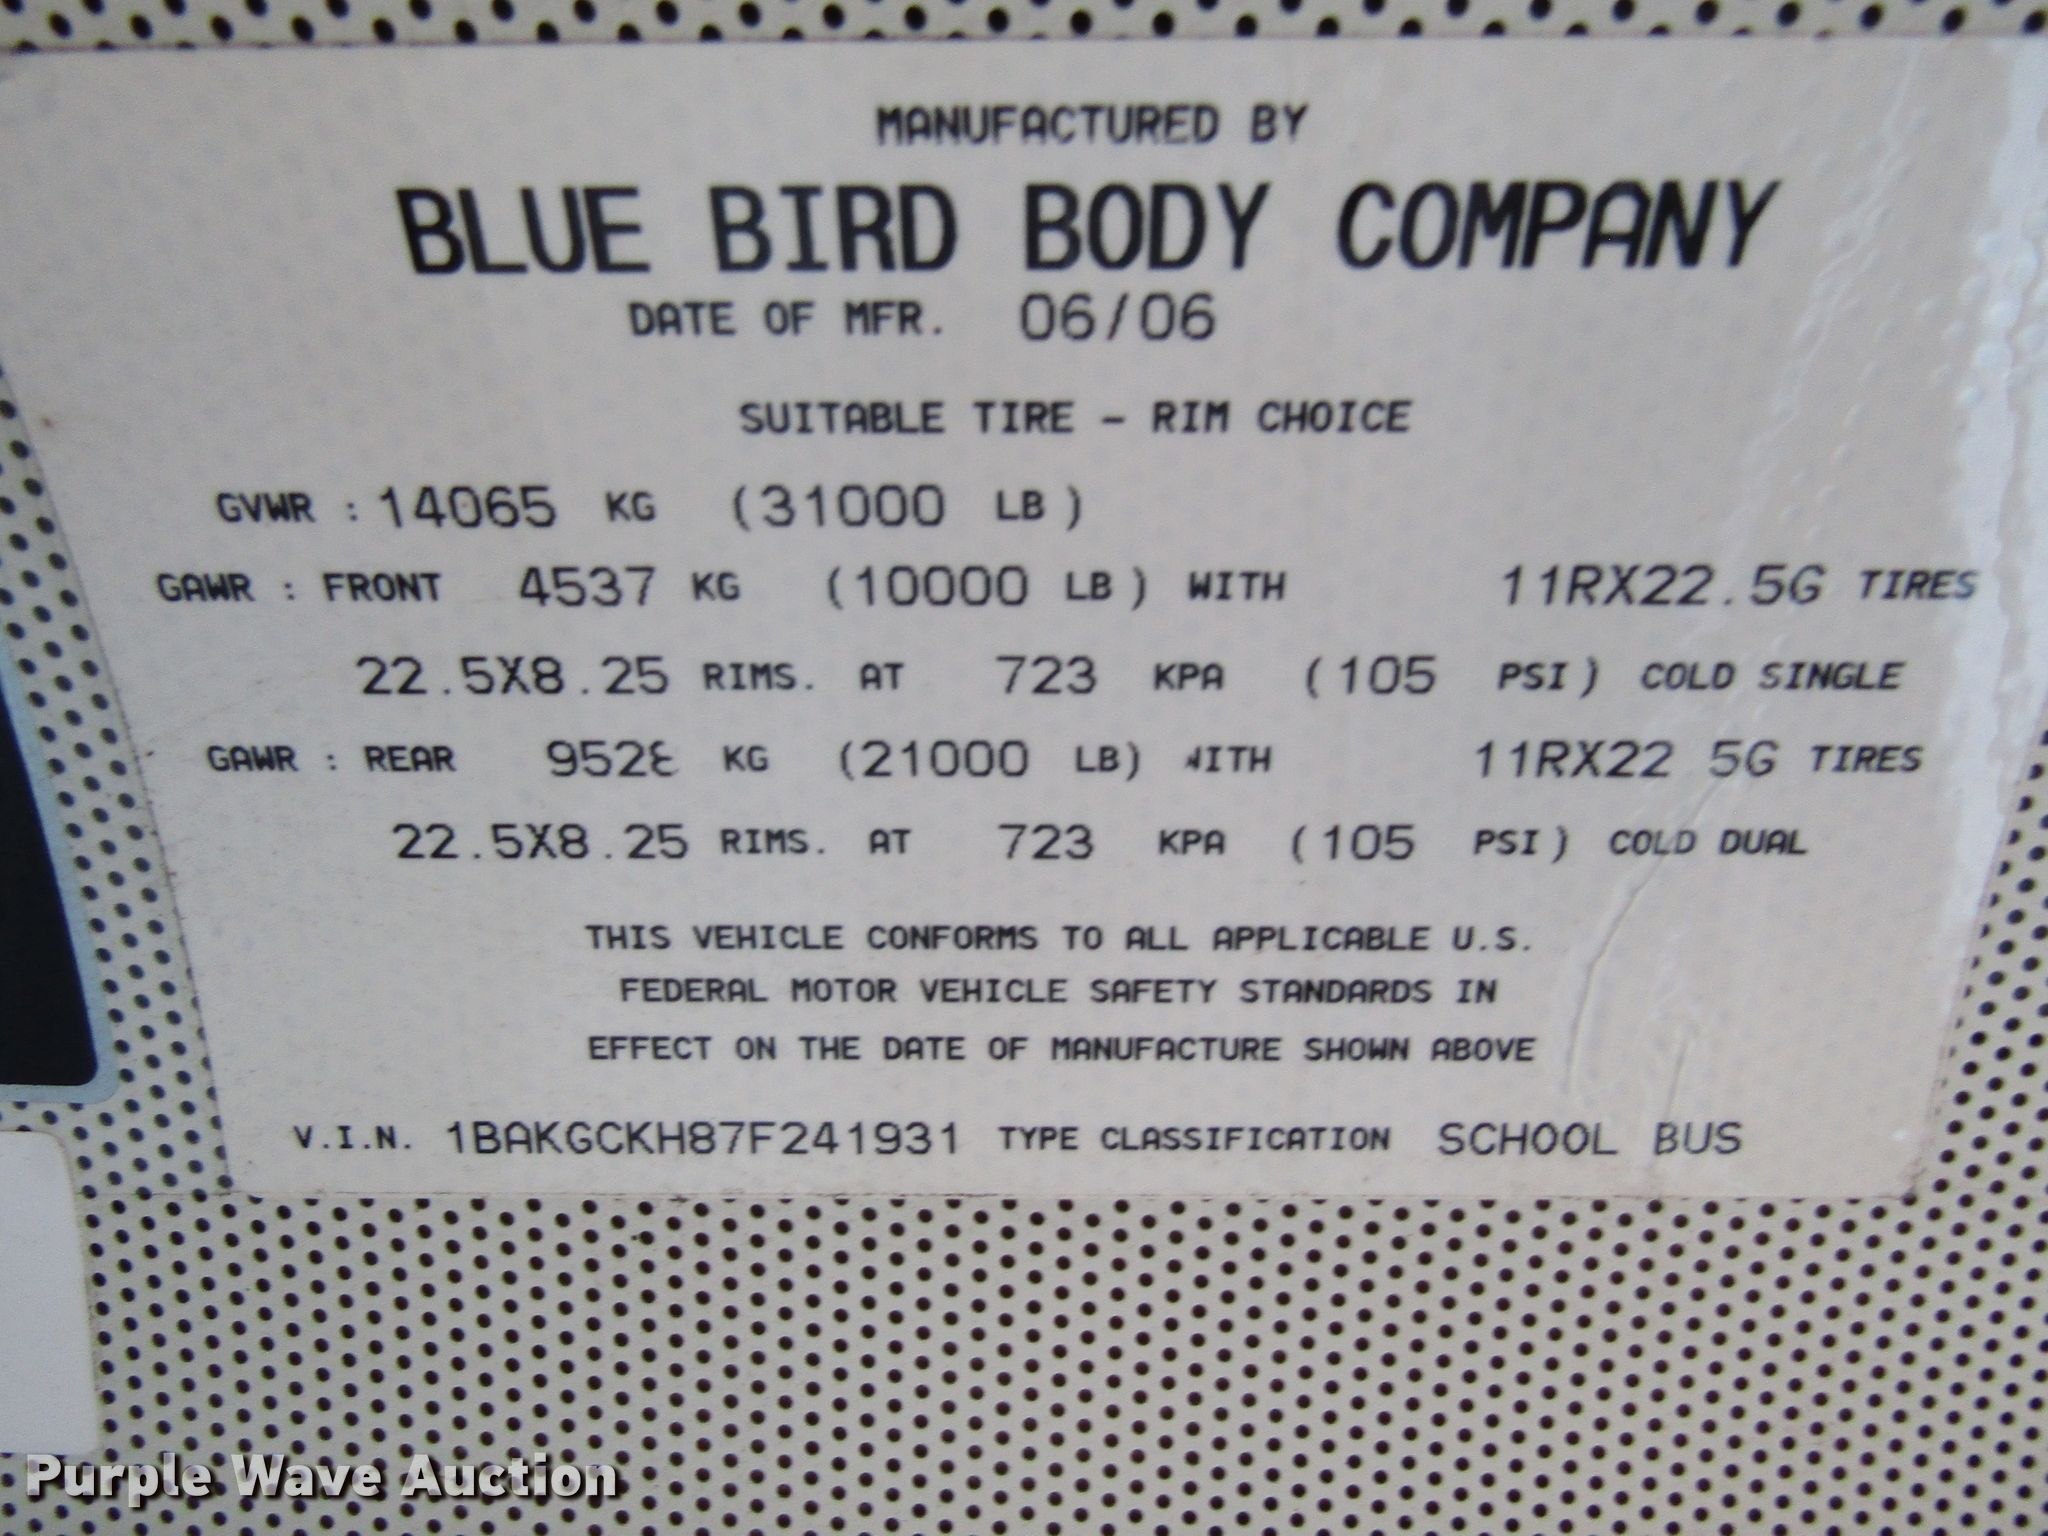 MANUFACTURED BY
BLUE BIRD BODY COMPANY
DATE OF MFR. 06/06
SUITABLE TIRE - RIM CHOICE
GVWR : 14065 KG (31000 LB)
GAWR : FRONT 4537 KG (10000 LB) WITH 11RX22.5G TIRES
22.5X8.25 RIMS. AT 723 KPA (105 PSI) COLD SINGLE
GAWR : REAR 9528 KG (21000 LB) WITH 11RX22 5G TIRES
22.5X8.25 RIMS. AT 723 KPA (105 PSI) COLD DUAL
THIS VEHICLE CONFORMS TO ALL APPLICABLE U.S.
FEDERAL MOTOR VEHICLE SAFETY STANDARDS IN
EFFECT ON THE DATE OF MANUFACTURE SHOWN ABOVE
V.I.N. 1BAKGCKH87F241931 TYPE CLASSIFICATION SCHOOL BUS
Purple Wave Auction